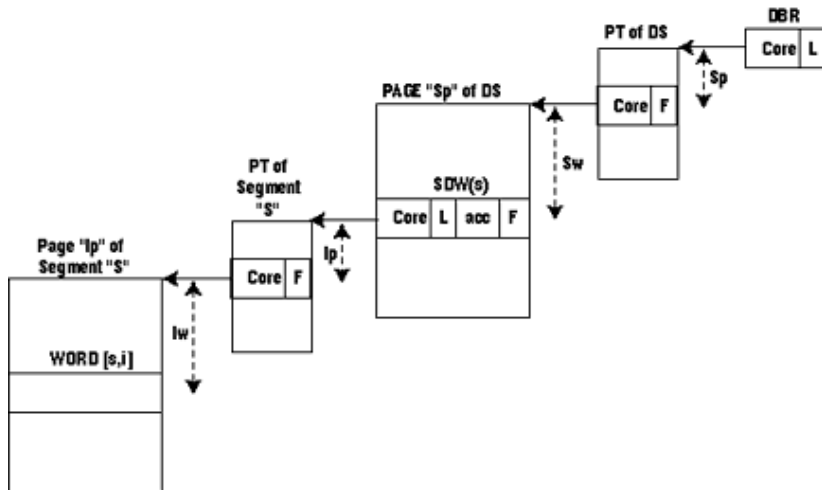 DBR
Core L
PT of DS
Sp
Core F
PAGE "Sp" of DS
Sw
SDW(s)
Core L acc F
PT of
Segment
"S"
Ip
Core F
Page "Ip" of
Segment "S"
Iw
WORD [s,i]